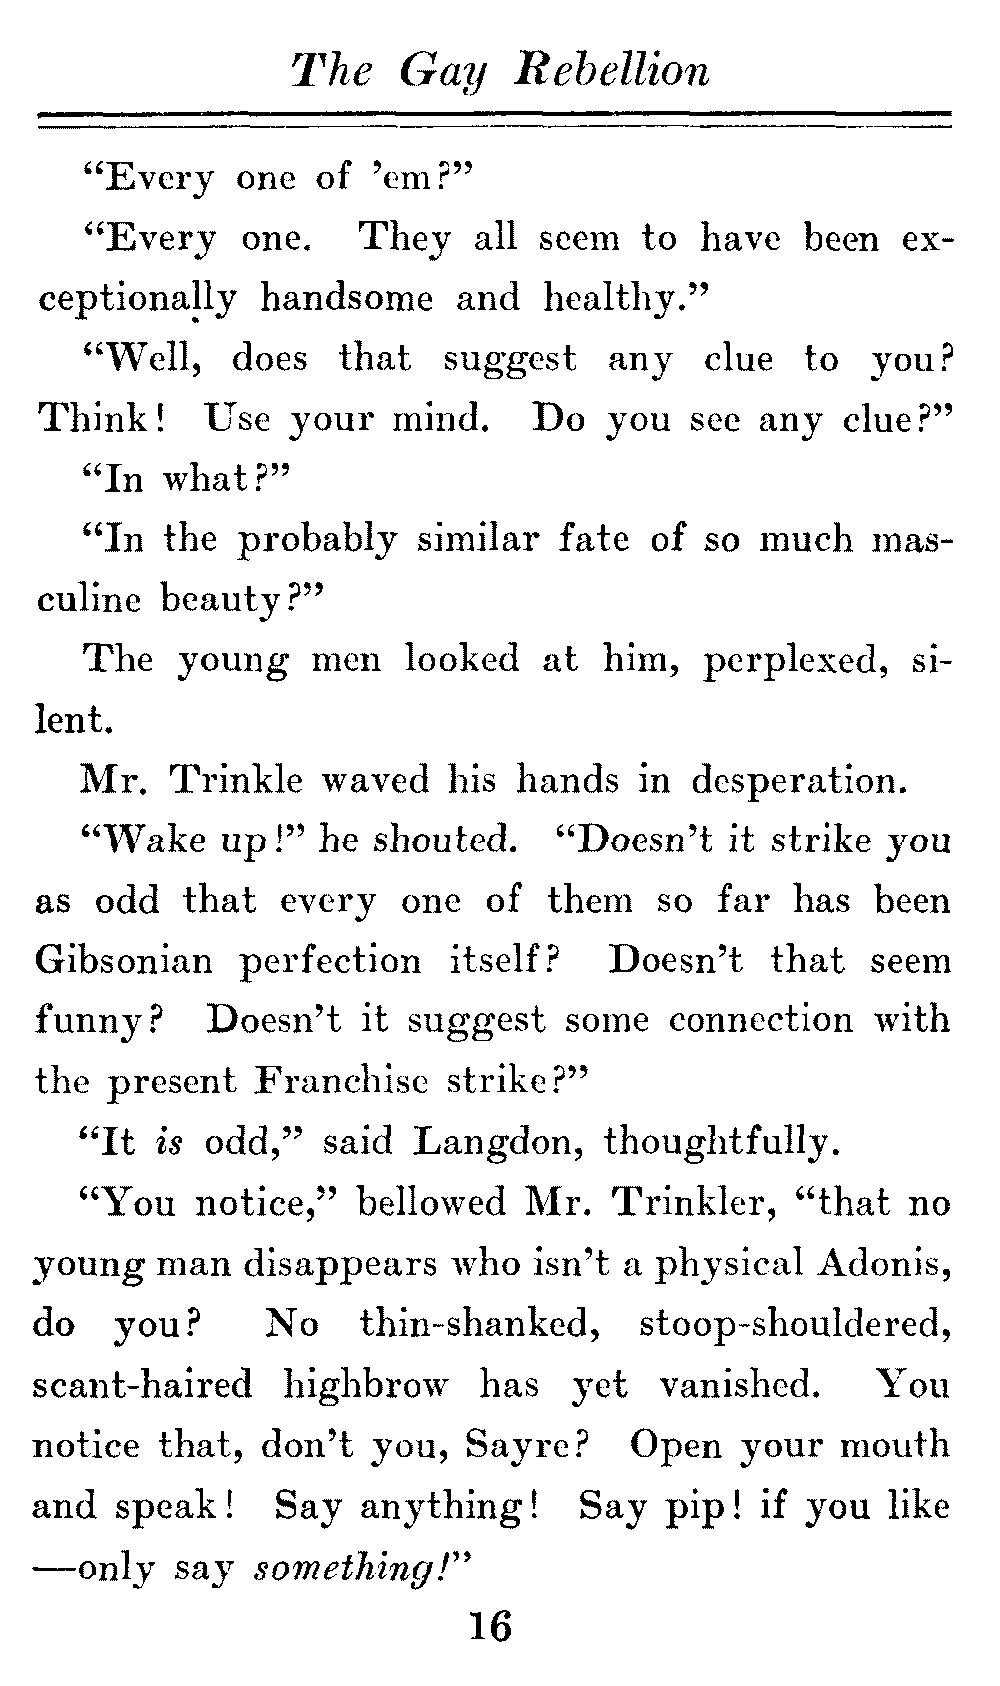 The Gay Rebellion
“Every one of ’em?”
“Every one. They all seem to have been ex-
ceptionally handsome and healthy.”
“Well, does that suggest any clue to you?
Think! Use your mind. Do you see any clue?”
“In what?”
“In the probably similar fate of so much mas-
culine beauty?”
The young men looked at him, perplexed, si-
lent.
Mr. Trinkle waved his hands in desperation.
“Wake up!” he shouted. “Doesn’t it strike you
as odd that every one of them so far has been
Gibsonian perfection itself? Doesn’t that seem
funny? Doesn’t it suggest some connection with
the present Franchise strike?”
“It is odd,” said Langdon, thoughtfully.
“You notice,” bellowed Mr. Trinkler, “that no
young man disappears who isn’t a physical Adonis,
do you? No thin-shanked, stoop-shouldered,
scant-haired highbrow has yet vanished. You
notice that, don’t you, Sayre? Open your mouth
and speak! Say anything! Say pip! if you like
—only say something!”
16